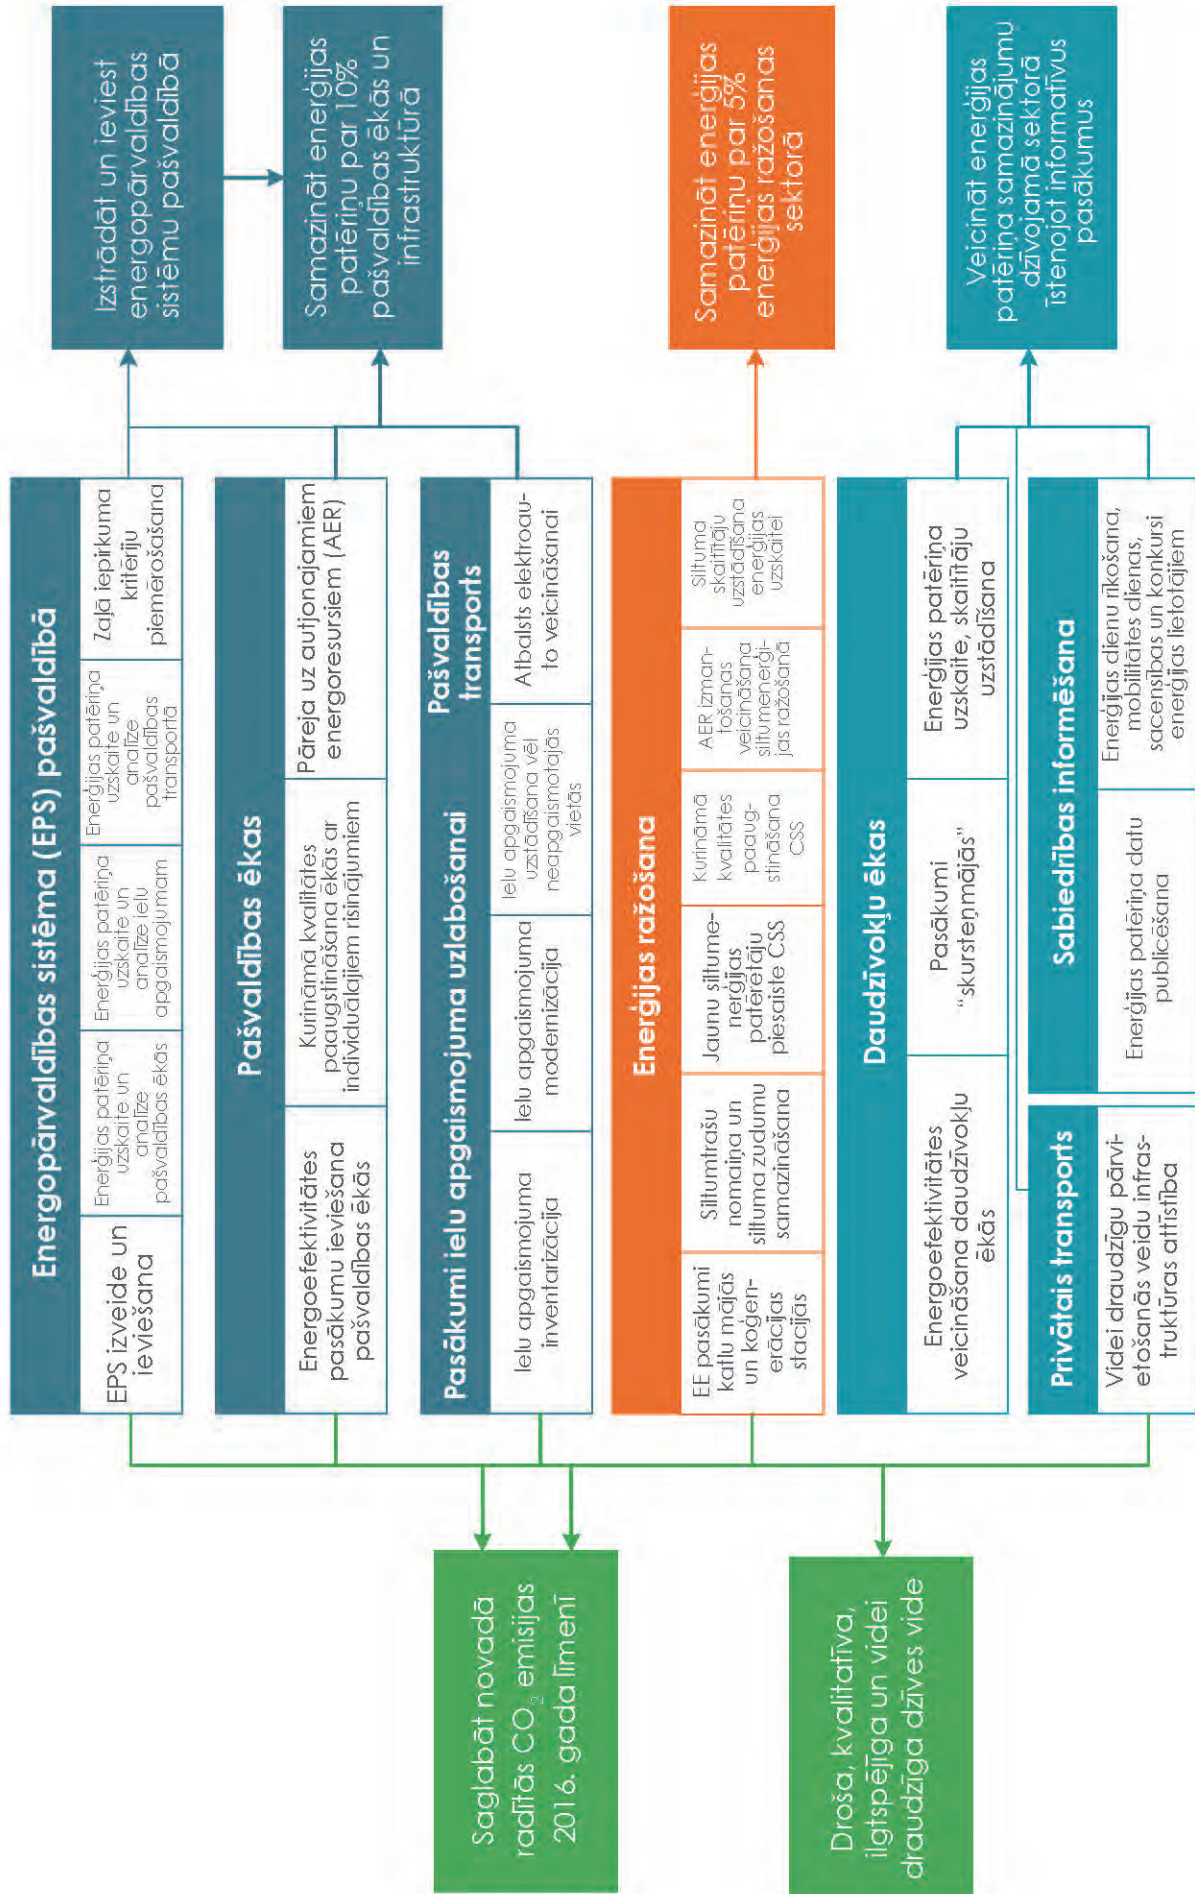 Saglabāt novadā
radītās CO₂ emisijas
2016. gada līmenī
Droša, kvalitatīva,
ilgtspējīga un videi
draudzīga dzīves vide
Energopārvaldības sistēma (EPS) pašvaldībā
EPS izveide un
ieviešana
Enerģijas patēriņa
uzskaite un
analīze
pašvaldības ēkās
Enerģijas patēriņa
uzskaite un
analīze ielu
apgaismojumam
Enerģijas patēriņa
uzskaite un
analīze
pašvaldības
transportā
Zaļā iepirkuma
kritēriju
piemērošašana
Pašvaldības ēkas
Energoefektivitātes
pasākumu ieviešana
pašvaldības ēkās
Kurināmā kvalitātes
paaugstināšana ēkās ar
individuālajiem risinājumiem
Pāreja uz autjonajamiem
energoresursiem (AER)
Pasākumi ielu apgaismojuma uzlabošanai
Pašvaldības
transports
Ielu apgaismojuma
inventarizācija
Ielu apgaismojuma
modernizācija
Ielu apgaismojuma
uzstādīšana vēl
neapgaismotajās
vietās
Atbalsts elektroau-
to veicināšanai
Enerģijas ražošana
EE pasākumi
katlu mājās
un koģen-
erācijas
stacijās
Siltumtrašu
nomaiņa un
siltuma zudumu
samazināšana
Jaunu siltume-
nerģijas
patērētāju
piesaiste CSS
Kurināmā
kvalitātes
paaug-
stināšana
CSS
AER izman-
tošanas
veicināšana
siltumenerģi-
jas ražošanā
Siltuma
skaitītāju
uzstādīšana
enerģijas
uzskaitei
Daudzīvokļu ēkas
Energoefektivitātes
veicināšana daudzīvokļu
ēkās
Pasākumi
“skursteņmājās”
Enerģijas patēriņa
uzskaite, skaitītāju
uzstādīšana
Privātais transports
Videi draudzīgu pārvi-
etošanās veidu infras-
truktūras attīstība
Sabiedrības informēšana
Enerģijas patēriņa datu
publicēšana
Enerģijas dienu rīkošana,
mobilitātes dienas,
sacensības un konkursi
enerģijas lietotājiem
Izstrādāt un ieviest
energopārvaldības
sistēmu pašvaldībā
Samazināt enerģijas
patēriņu par 10%
pašvaldības ēkās un
infrastruktūrā
Samazināt enerģijas
patēriņu par 5%
enerģijas ražošanas
sektorā
Veicināt enerģijas
patēriņa samazinājumu
dzīvojamā sektorā
īstenojot informatīvus
pasākumus